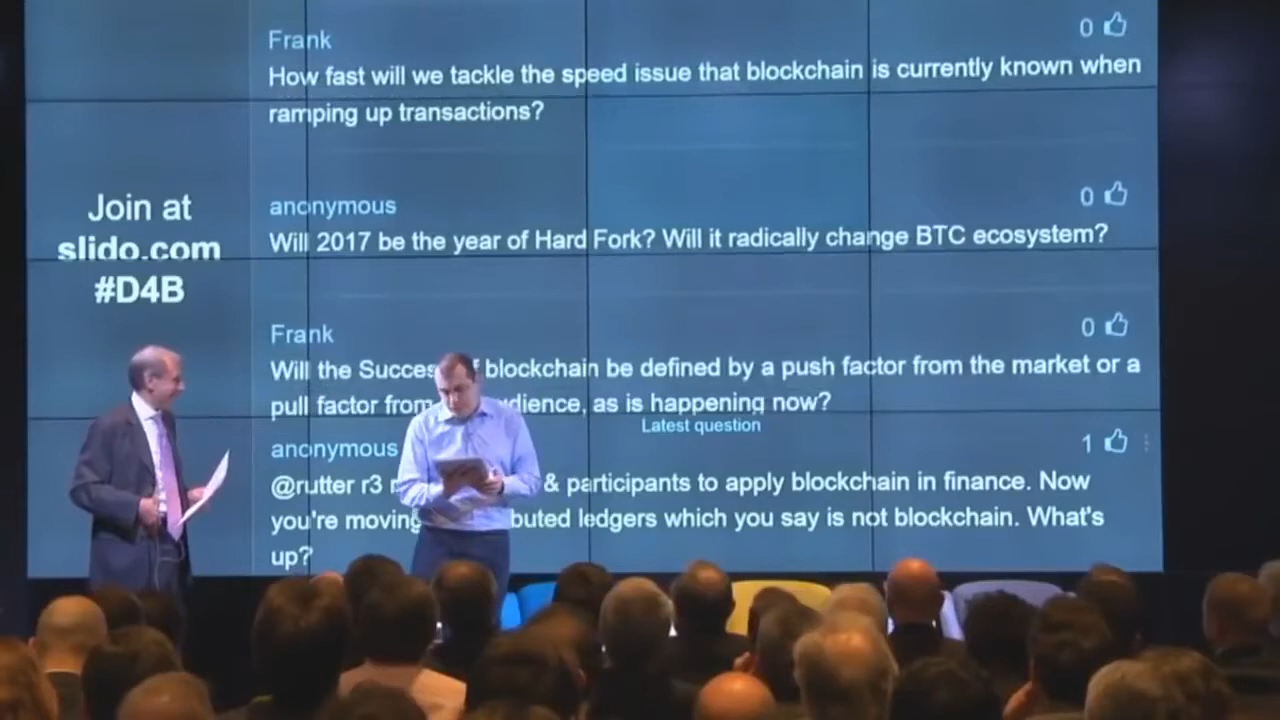 Frank
0
How fast will we tackle the speed issue that blockchain is currently known when
ramping up transactions?
Join at
slido.com
#D4B
anonymous
0
Will 2017 be the year of Hard Fork? Will it radically change BTC ecosystem?
Frank
0
Will the blockchain be defined by a push factor from the market or a
pull factor from as is happening now?
Latest question
anonymous
1
@rutter r3 & participants to apply blockchain in finance. Now
you're moving ledgers which you say is not blockchain. What's
up?